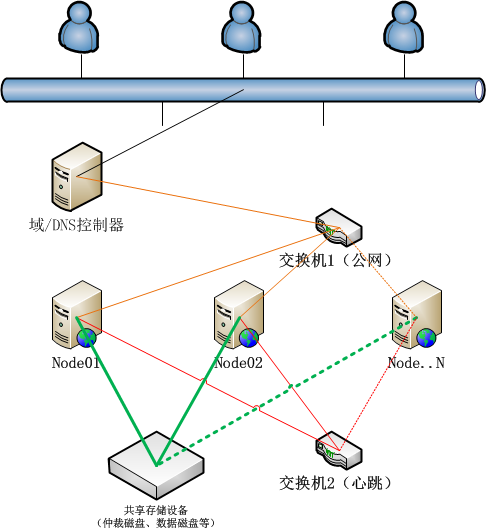 域/DNS控制器
交换机1（公网）
Node01
Node02
Node..N
交换机2（心跳）
共享存储设备
（仲裁磁盘、数据磁盘等）